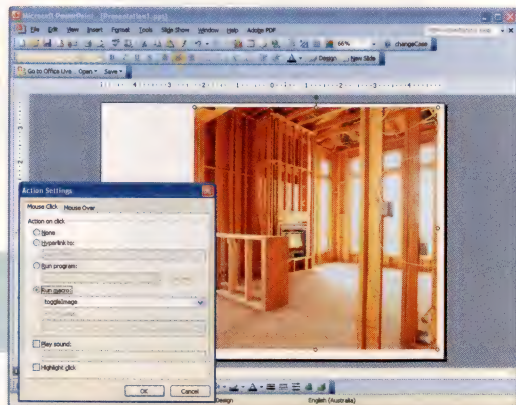 Microsoft PowerPoint - [Presentation1.pps]
File Edit View Insert Format Tools Slide Show Window Help Adobe PDF
66% changeCase
Design New Slide
Go to Office Live Open Save
Action Settings
Mouse Click Mouse Over
Action on click
None
Hyperlink to:
Run program:
Run macro:
toggleImage
Play sound:
Highlight click
OK Cancel
Design English (Australia)